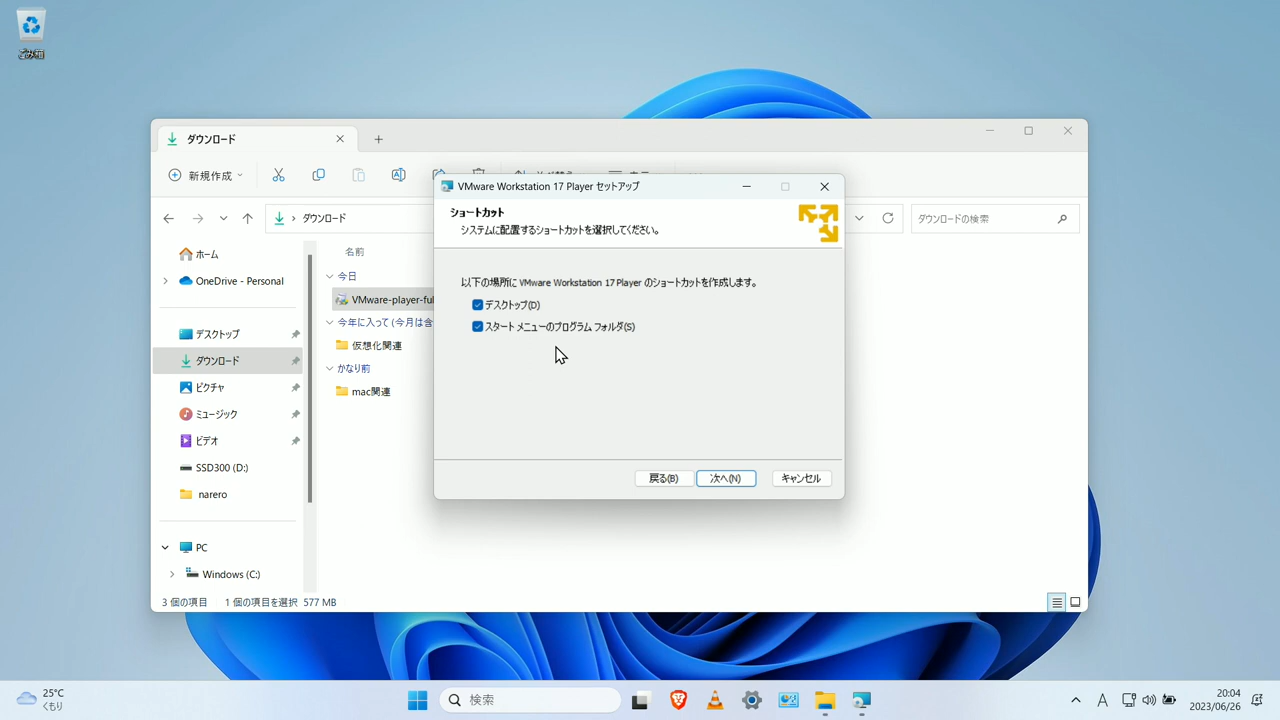 ごみ箱
ダウンロード
新規作成
ダウンロード
ダウンロードの検索
ホーム
OneDrive - Personal
デスクトップ
ダウンロード
ピクチャ
ミュージック
ビデオ
SSD300 (D:)
narero
PC
Windows (C:)
名前
今日
VMware-player-ful
今年に入って (今月は含
仮想化関連
かなり前
mac関連
3 個の項目
1 個の項目を選択 577 MB
VMware Workstation 17 Player セットアップ
ショートカット
システムに配置するショートカットを選択してください。
以下の場所に VMware Workstation 17 Player のショートカットを作成します。
デスクトップ(D)
スタート メニューのプログラム フォルダ(S)
戻る(B)
次へ(N)
キャンセル
25°C
くもり
検索
A
20:04
2023/06/26